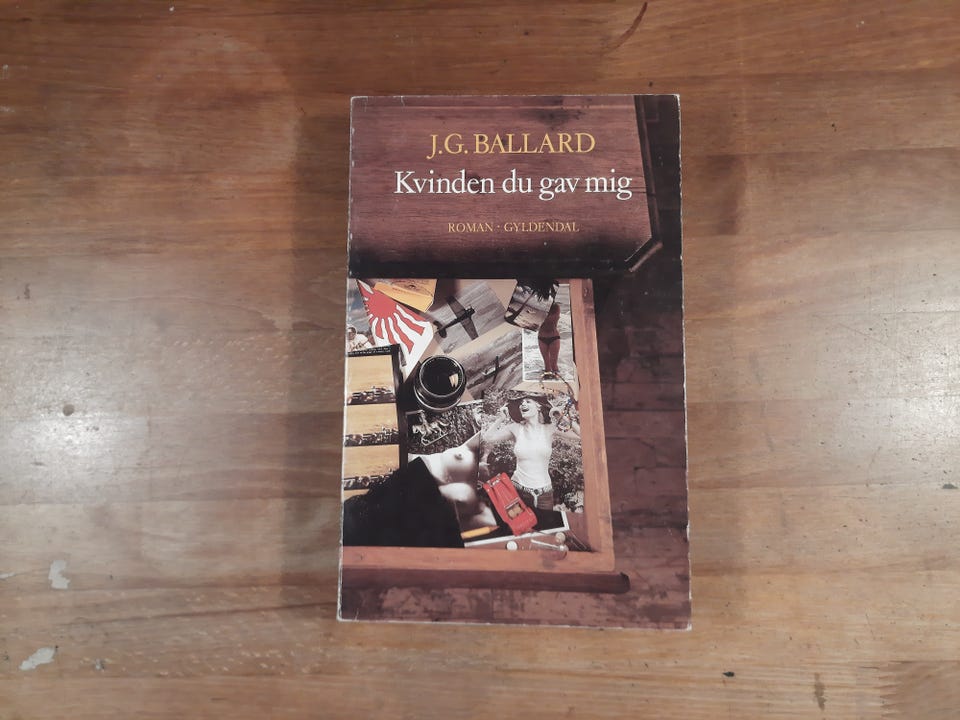 J.G. BALLARD
Kvinden du gav mig
ROMAN · GYLDENDAL